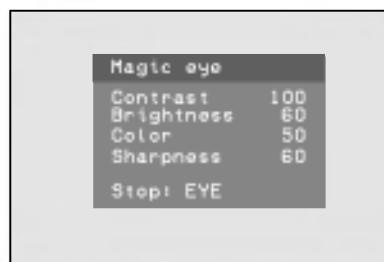 Magic eye
Contrast 100
Brightness 60
Color 50
Sharpness 60
Stop: EYE